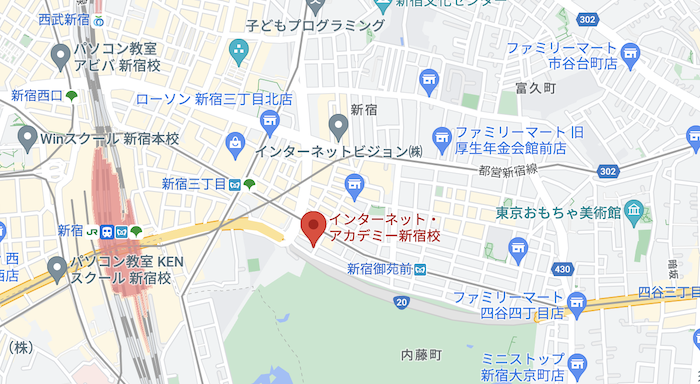 新宿文化センター
西武新宿
子どもプログラミング
302
パソコン教室
アビバ 新宿校
ファミリーマート
市谷台町店
富久町
新宿西口
ローソン 新宿三丁目北店
新宿
Winスクール 新宿本校
インターネットビジョン㈱
ファミリーマート 旧
厚生年金会館前店
都営新宿線
302
新宿三丁目
インターネット・
アカデミー新宿校
東京おもちゃ美術館
新宿
JR
西
店
パソコン教室 KEN
スクール 新宿校
新宿御苑前
430
20
ファミリーマート
四谷四丁目店
四谷三丁目
（株）
内藤町
ミニストップ
新宿大京町店